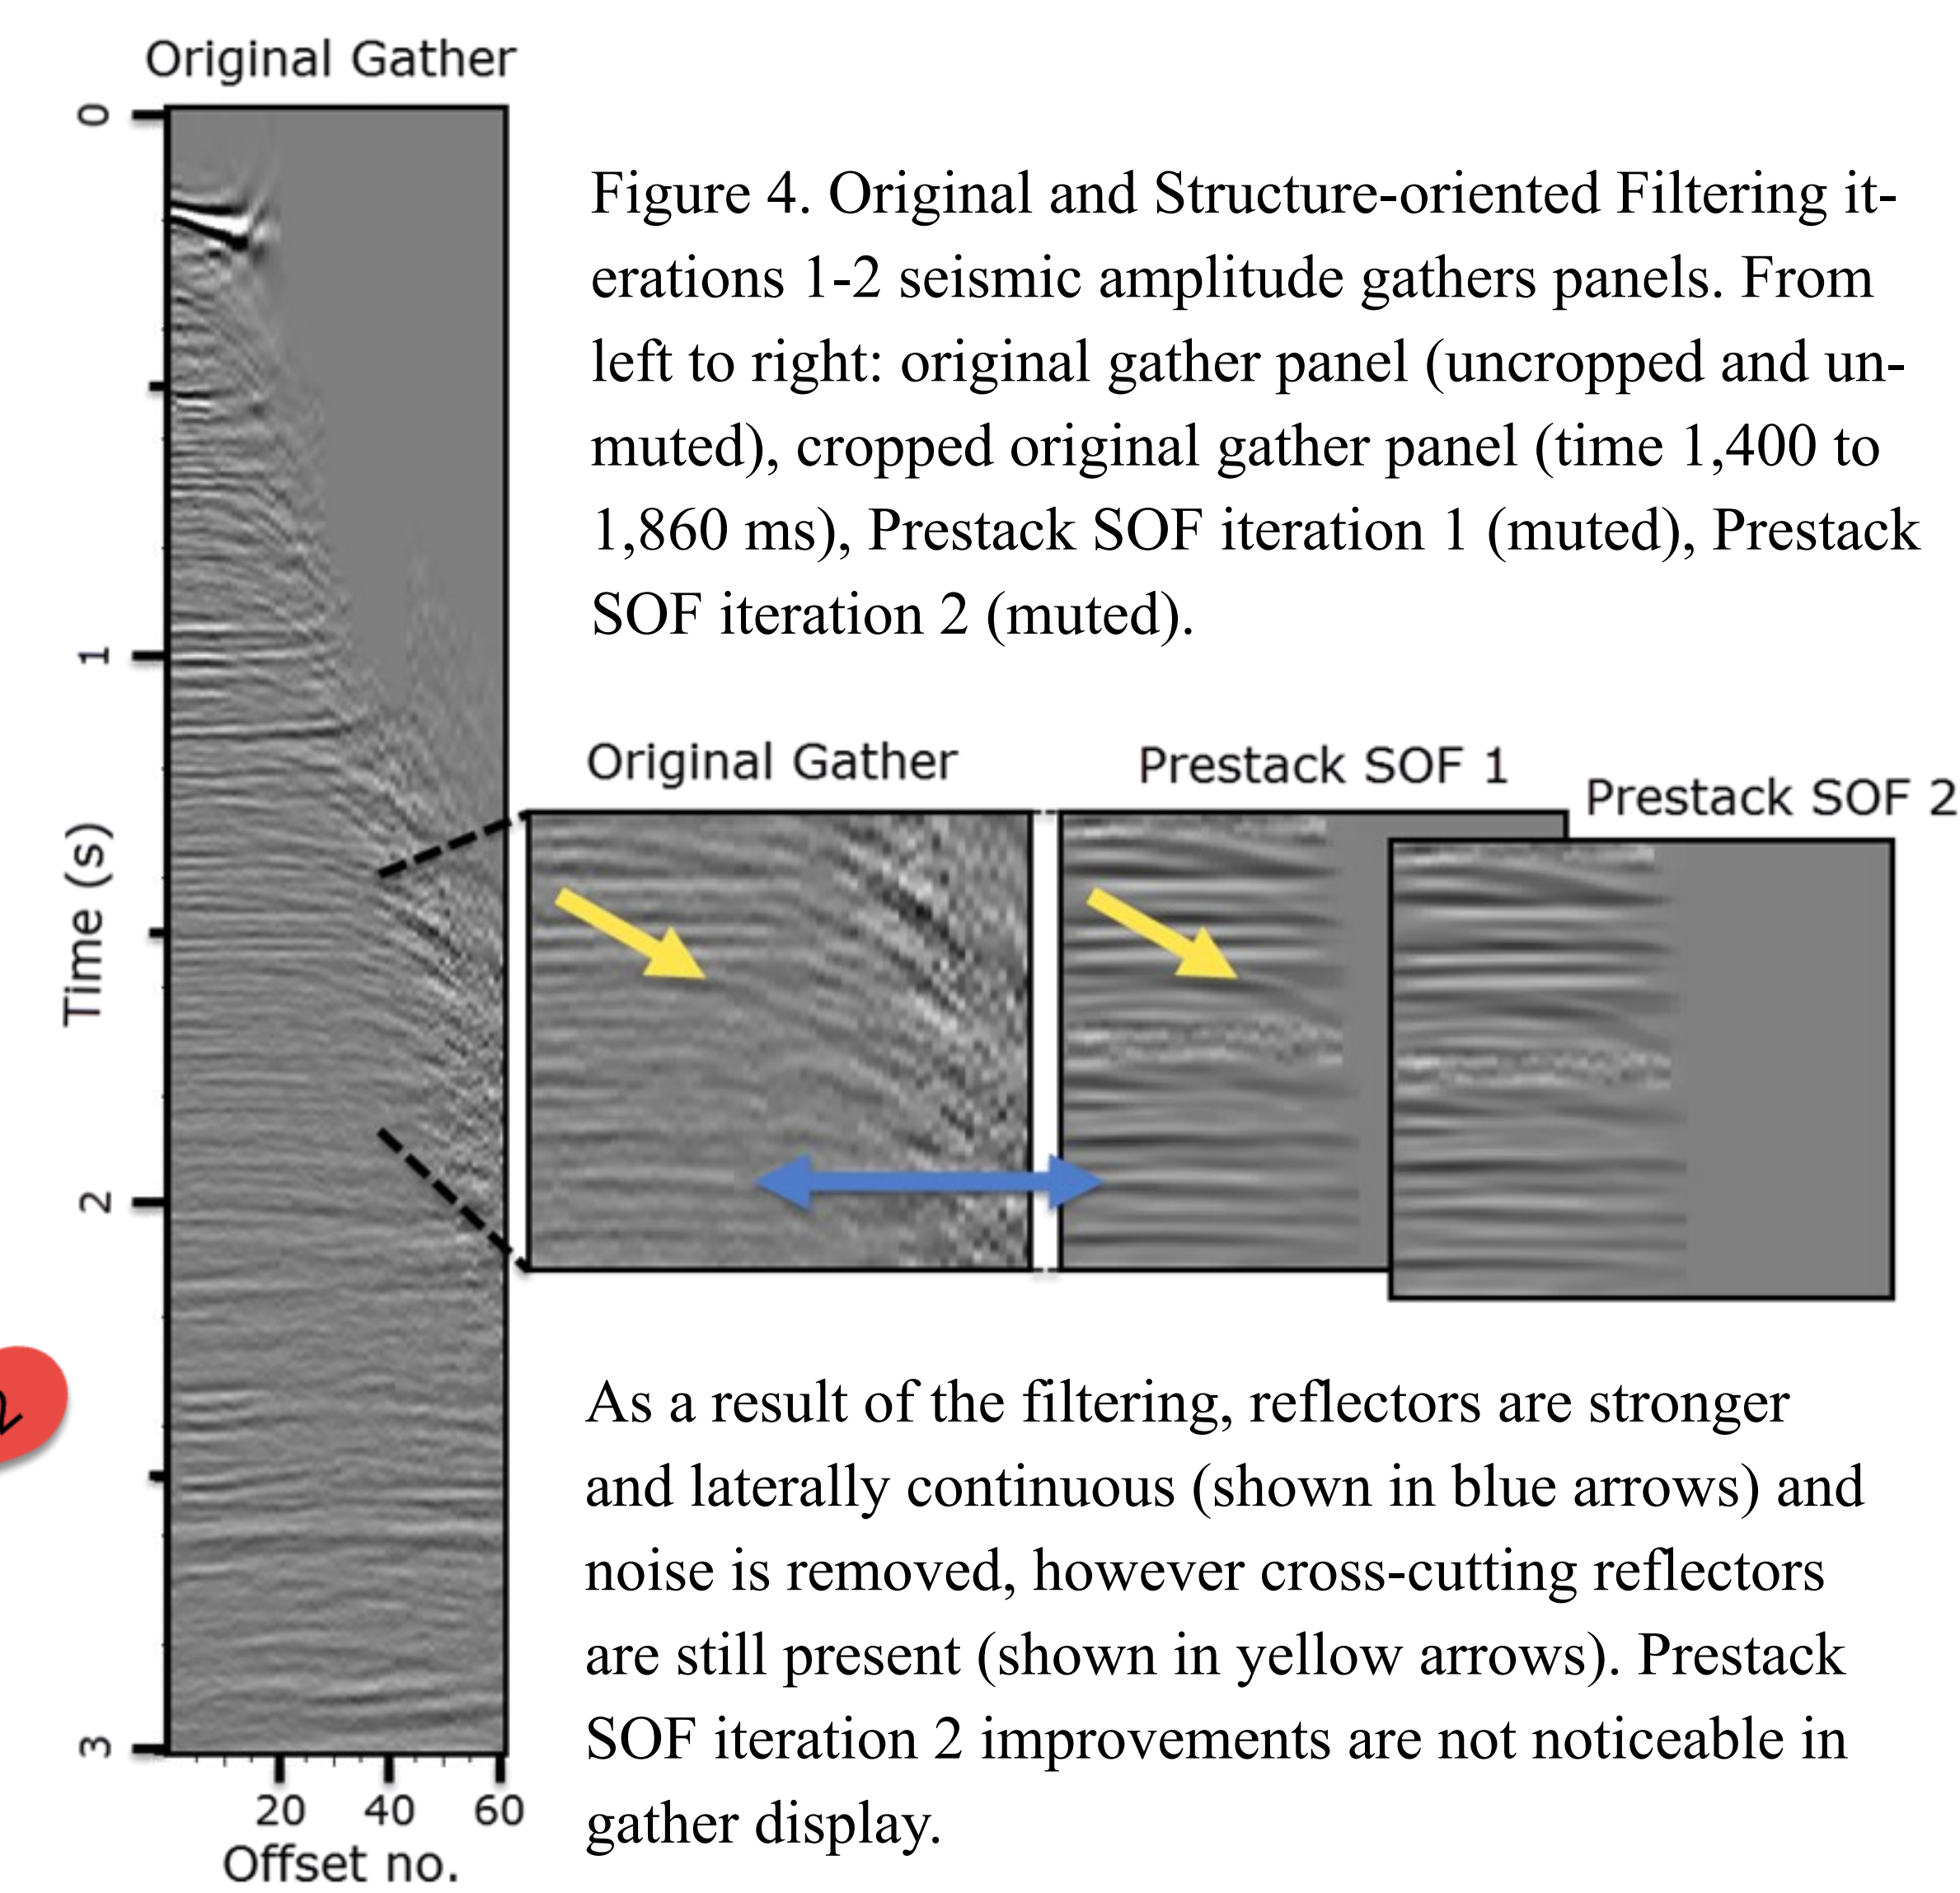 Original Gather
0
1
2
3
Time (s)
20 40 60
Offset no.
Figure 4. Original and Structure-oriented Filtering it-
erations 1-2 seismic amplitude gathers panels. From
left to right: original gather panel (uncropped and un-
muted), cropped original gather panel (time 1,400 to
1,860 ms), Prestack SOF iteration 1 (muted), Prestack
SOF iteration 2 (muted).
Original Gather
Prestack SOF 1
Prestack SOF 2
2
As a result of the filtering, reflectors are stronger
and laterally continuous (shown in blue arrows) and
noise is removed, however cross-cutting reflectors
are still present (shown in yellow arrows). Prestack
SOF iteration 2 improvements are not noticeable in
gather display.